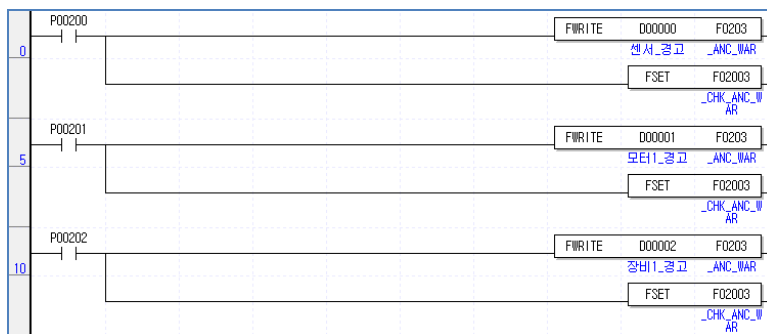 P00200
FWRITE D00000 F0203
0
센서_경고 _ANC_WAR
FSET F02003
_CHK_ANC_W
AR
P00201
FWRITE D00001 F0203
5
모터1_경고 _ANC_WAR
FSET F02003
_CHK_ANC_W
AR
P00202
FWRITE D00002 F0203
10
장비1_경고 _ANC_WAR
FSET F02003
_CHK_ANC_W
AR